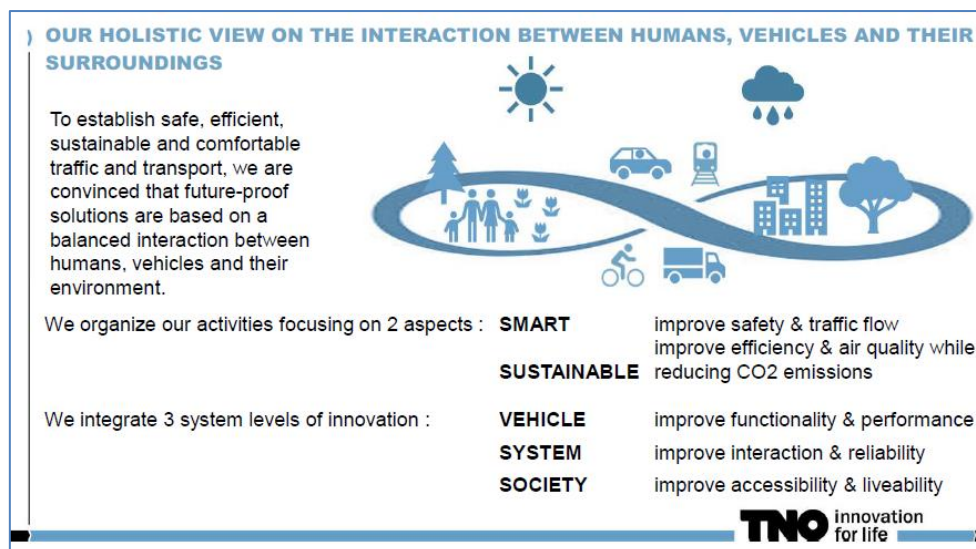 OUR HOLISTIC VIEW ON THE INTERACTION BETWEEN HUMANS, VEHICLES AND THEIR
SURROUNDINGS
To establish safe, efficient,
sustainable and comfortable
traffic and transport, we are
convinced that future-proof
solutions are based on a
balanced interaction between
humans, vehicles and their
environment.
We organize our activities focusing on 2 aspects : SMART improve safety & traffic flow
improve efficiency & air quality while
SUSTAINABLE reducing CO2 emissions
We integrate 3 system levels of innovation : VEHICLE improve functionality & performance
SYSTEM improve interaction & reliability
SOCIETY improve accessibility & liveability
TNO innovation
for life